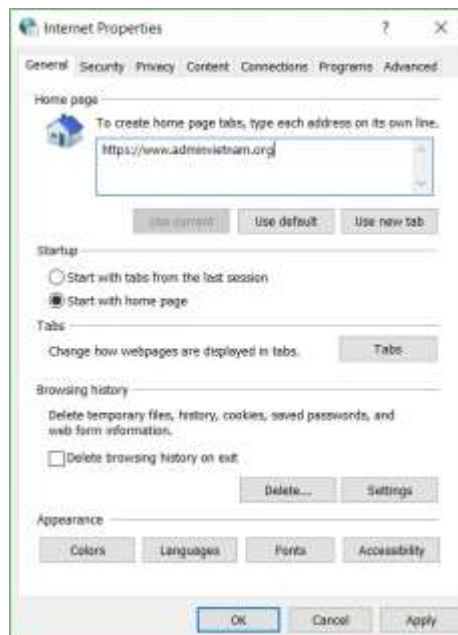 Internet Properties ? ×
General Security Privacy Content Connections Programs Advanced
Home page
To create home page tabs, type each address on its own line.
https://www.adminvietnam.org
Use current Use default Use new tab
Startup
Start with tabs from the last session
Start with home page
Tabs
Change how webpages are displayed in tabs. Tabs
Browsing history
Delete temporary files, history, cookies, saved passwords, and
web form information.
Delete browsing history on exit
Delete... Settings
Appearance
Colors Languages Fonts Accessibility
OK Cancel Apply